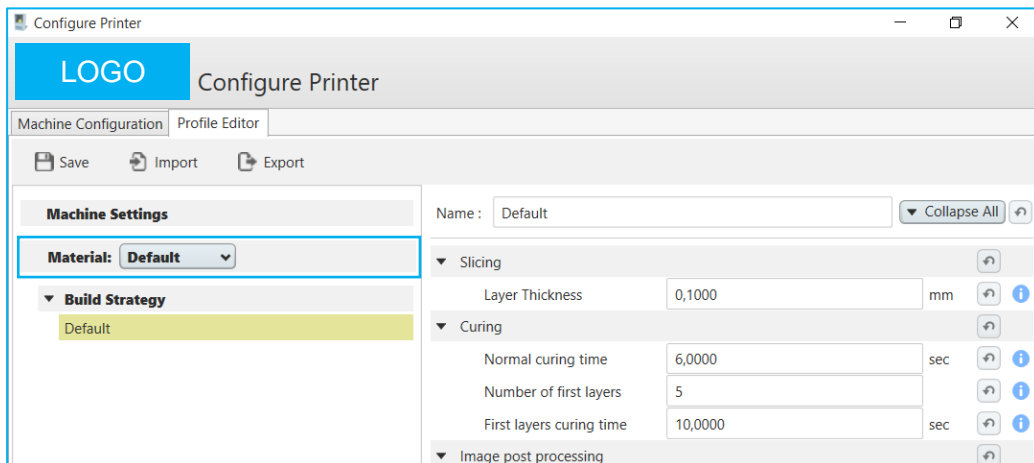 Configure Printer
LOGO Configure Printer
Machine Configuration Profile Editor
Save Import Export
Machine Settings
Material: Default
Build Strategy
Default
Name : Default Collapse All
Slicing
Layer Thickness 0,1000 mm
Curing
Normal curing time 6,0000 sec
Number of first layers 5
First layers curing time 10,0000 sec
Image post processing